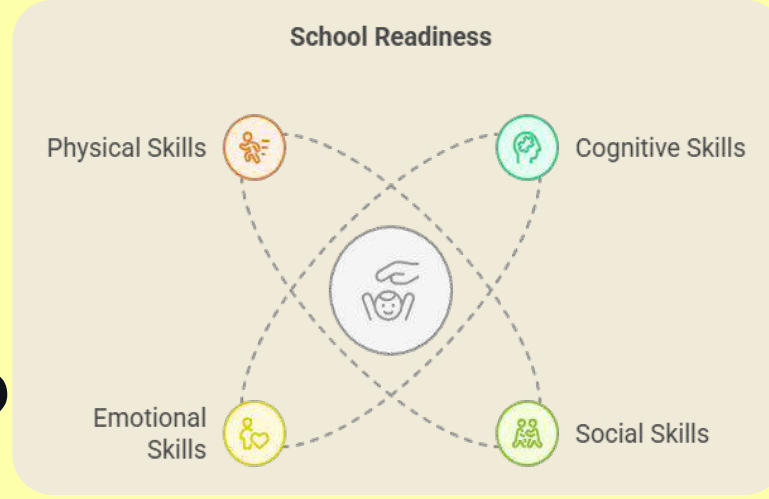 School Readiness
Physical Skills
Cognitive Skills
Emotional
Skills
Social Skills